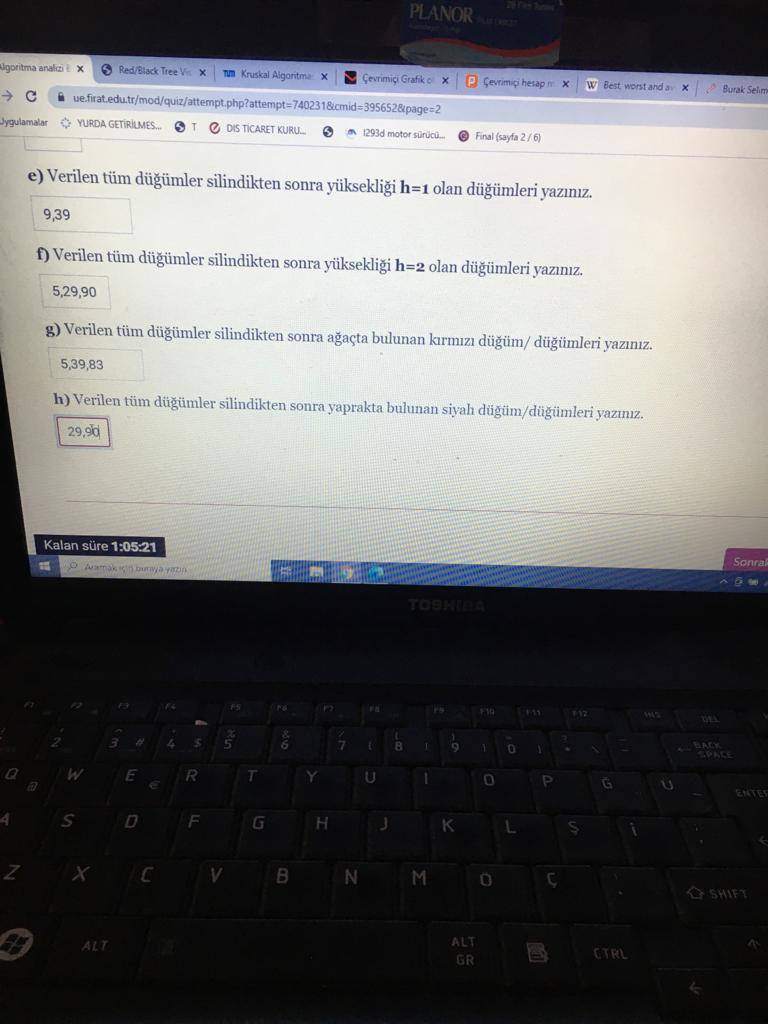 PLANOR
28 Film
Algoritma analizi
Red/Black Tree Vis
TUM Kruskal Algoritma
Çevrimiçi Grafik
Çevrimiçi hesap m
W Best, worst and av
Burak Selim
ue.firat.edu.tr/mod/quiz/attempt.php?attempt=740231&cmid=395652&page=2
Uygulamalar
YURDA GETİRİLMES...
T
DIS TİCARET KURU...
l293d motor sürücü...
Final (sayfa 2 / 6)
e) Verilen tüm düğümler silindikten sonra yüksekliği h=1 olan düğümleri yazınız.
9,39
f) Verilen tüm düğümler silindikten sonra yüksekliği h=2 olan düğümleri yazınız.
5,29,90
g) Verilen tüm düğümler silindikten sonra ağaçta bulunan kırmızı düğüm/ düğümleri yazınız.
5,39,83
h) Verilen tüm düğümler silindikten sonra yaprakta bulunan siyah düğüm/düğümleri yazınız.
29,90
Kalan süre 1:05:21
Sonrak
Aramak için buraya yazın
TOSHIBA
F1 F2 F3 F4 F5 F6 F7 F8 F9 F10 F11 F12 INS DEL
2 3 # 4 $ % 5 & 6 / 7 { ( 8 ) 9 = 0 ? * \ BACK SPACE
Q @ W E € R T Y U I O P Ğ Ü ENTER
A S D F G H J K L Ş İ
Z X C V B N M Ö Ç SHIFT
ALT ALT GR CTRL